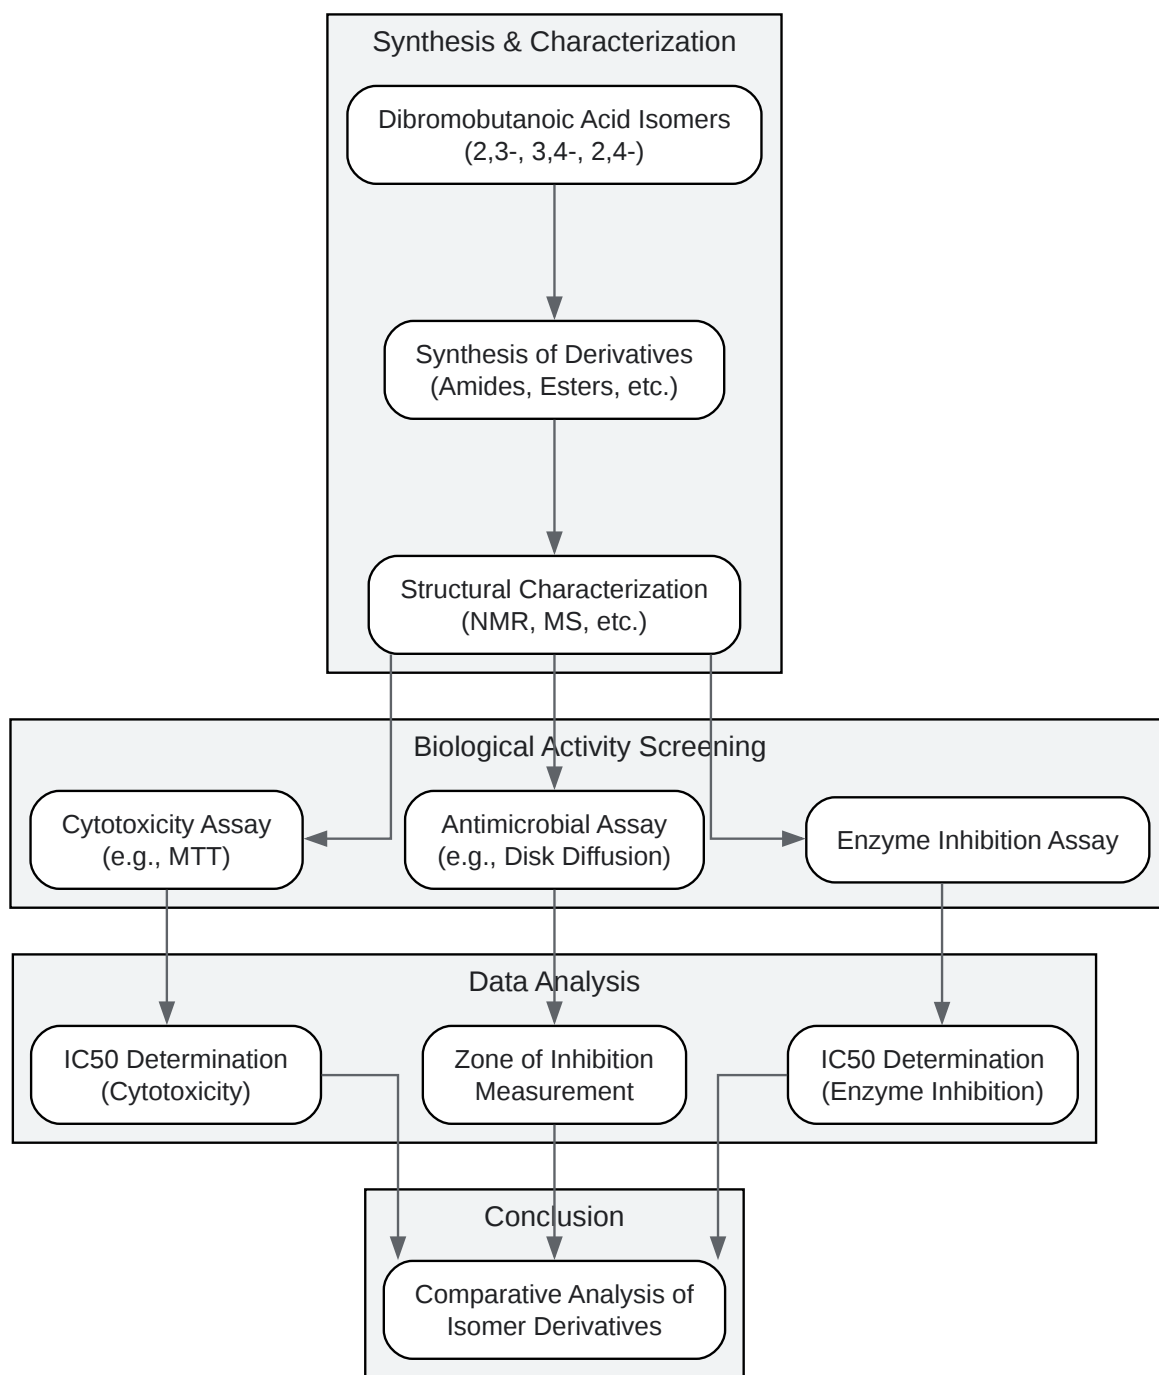 Synthesis & Characterization
Dibromobutanoic Acid Isomers
(2,3-, 3,4-, 2,4-)
Synthesis of Derivatives
(Amides, Esters, etc.)
Structural Characterization
(NMR, MS, etc.)
Biological Activity Screening
Cytotoxicity Assay
(e.g., MTT)
Antimicrobial Assay
(e.g., Disk Diffusion)
Enzyme Inhibition Assay
Data Analysis
IC50 Determination
(Cytotoxicity)
Zone of Inhibition
Measurement
IC50 Determination
(Enzyme Inhibition)
Conclusion
Comparative Analysis of
Isomer Derivatives